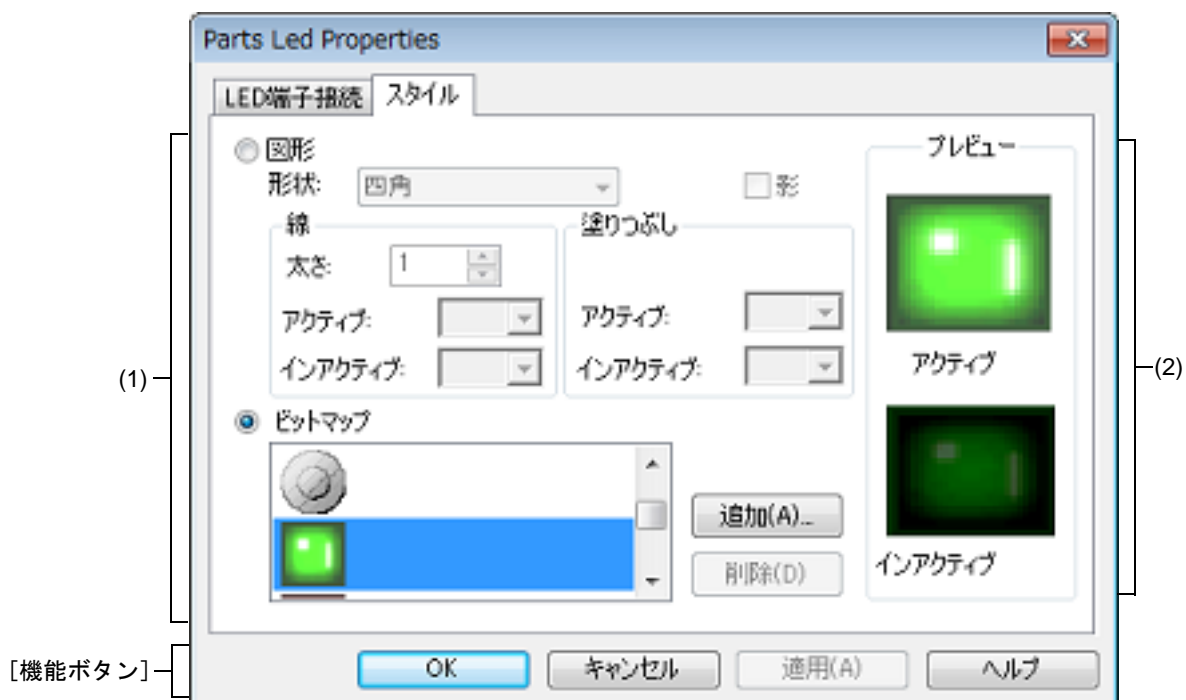 Parts Led Properties
LED端子接続 スタイル
図形
形状: 四角 影
線
太さ: 1
アクティブ:
インアクティブ:
塗りつぶし
アクティブ:
インアクティブ:
ビットマップ
追加(A)...
削除(D)
プレビュー
アクティブ
インアクティブ
(1)
(2)
[機能ボタン]
OK キャンセル 適用(A) ヘルプ